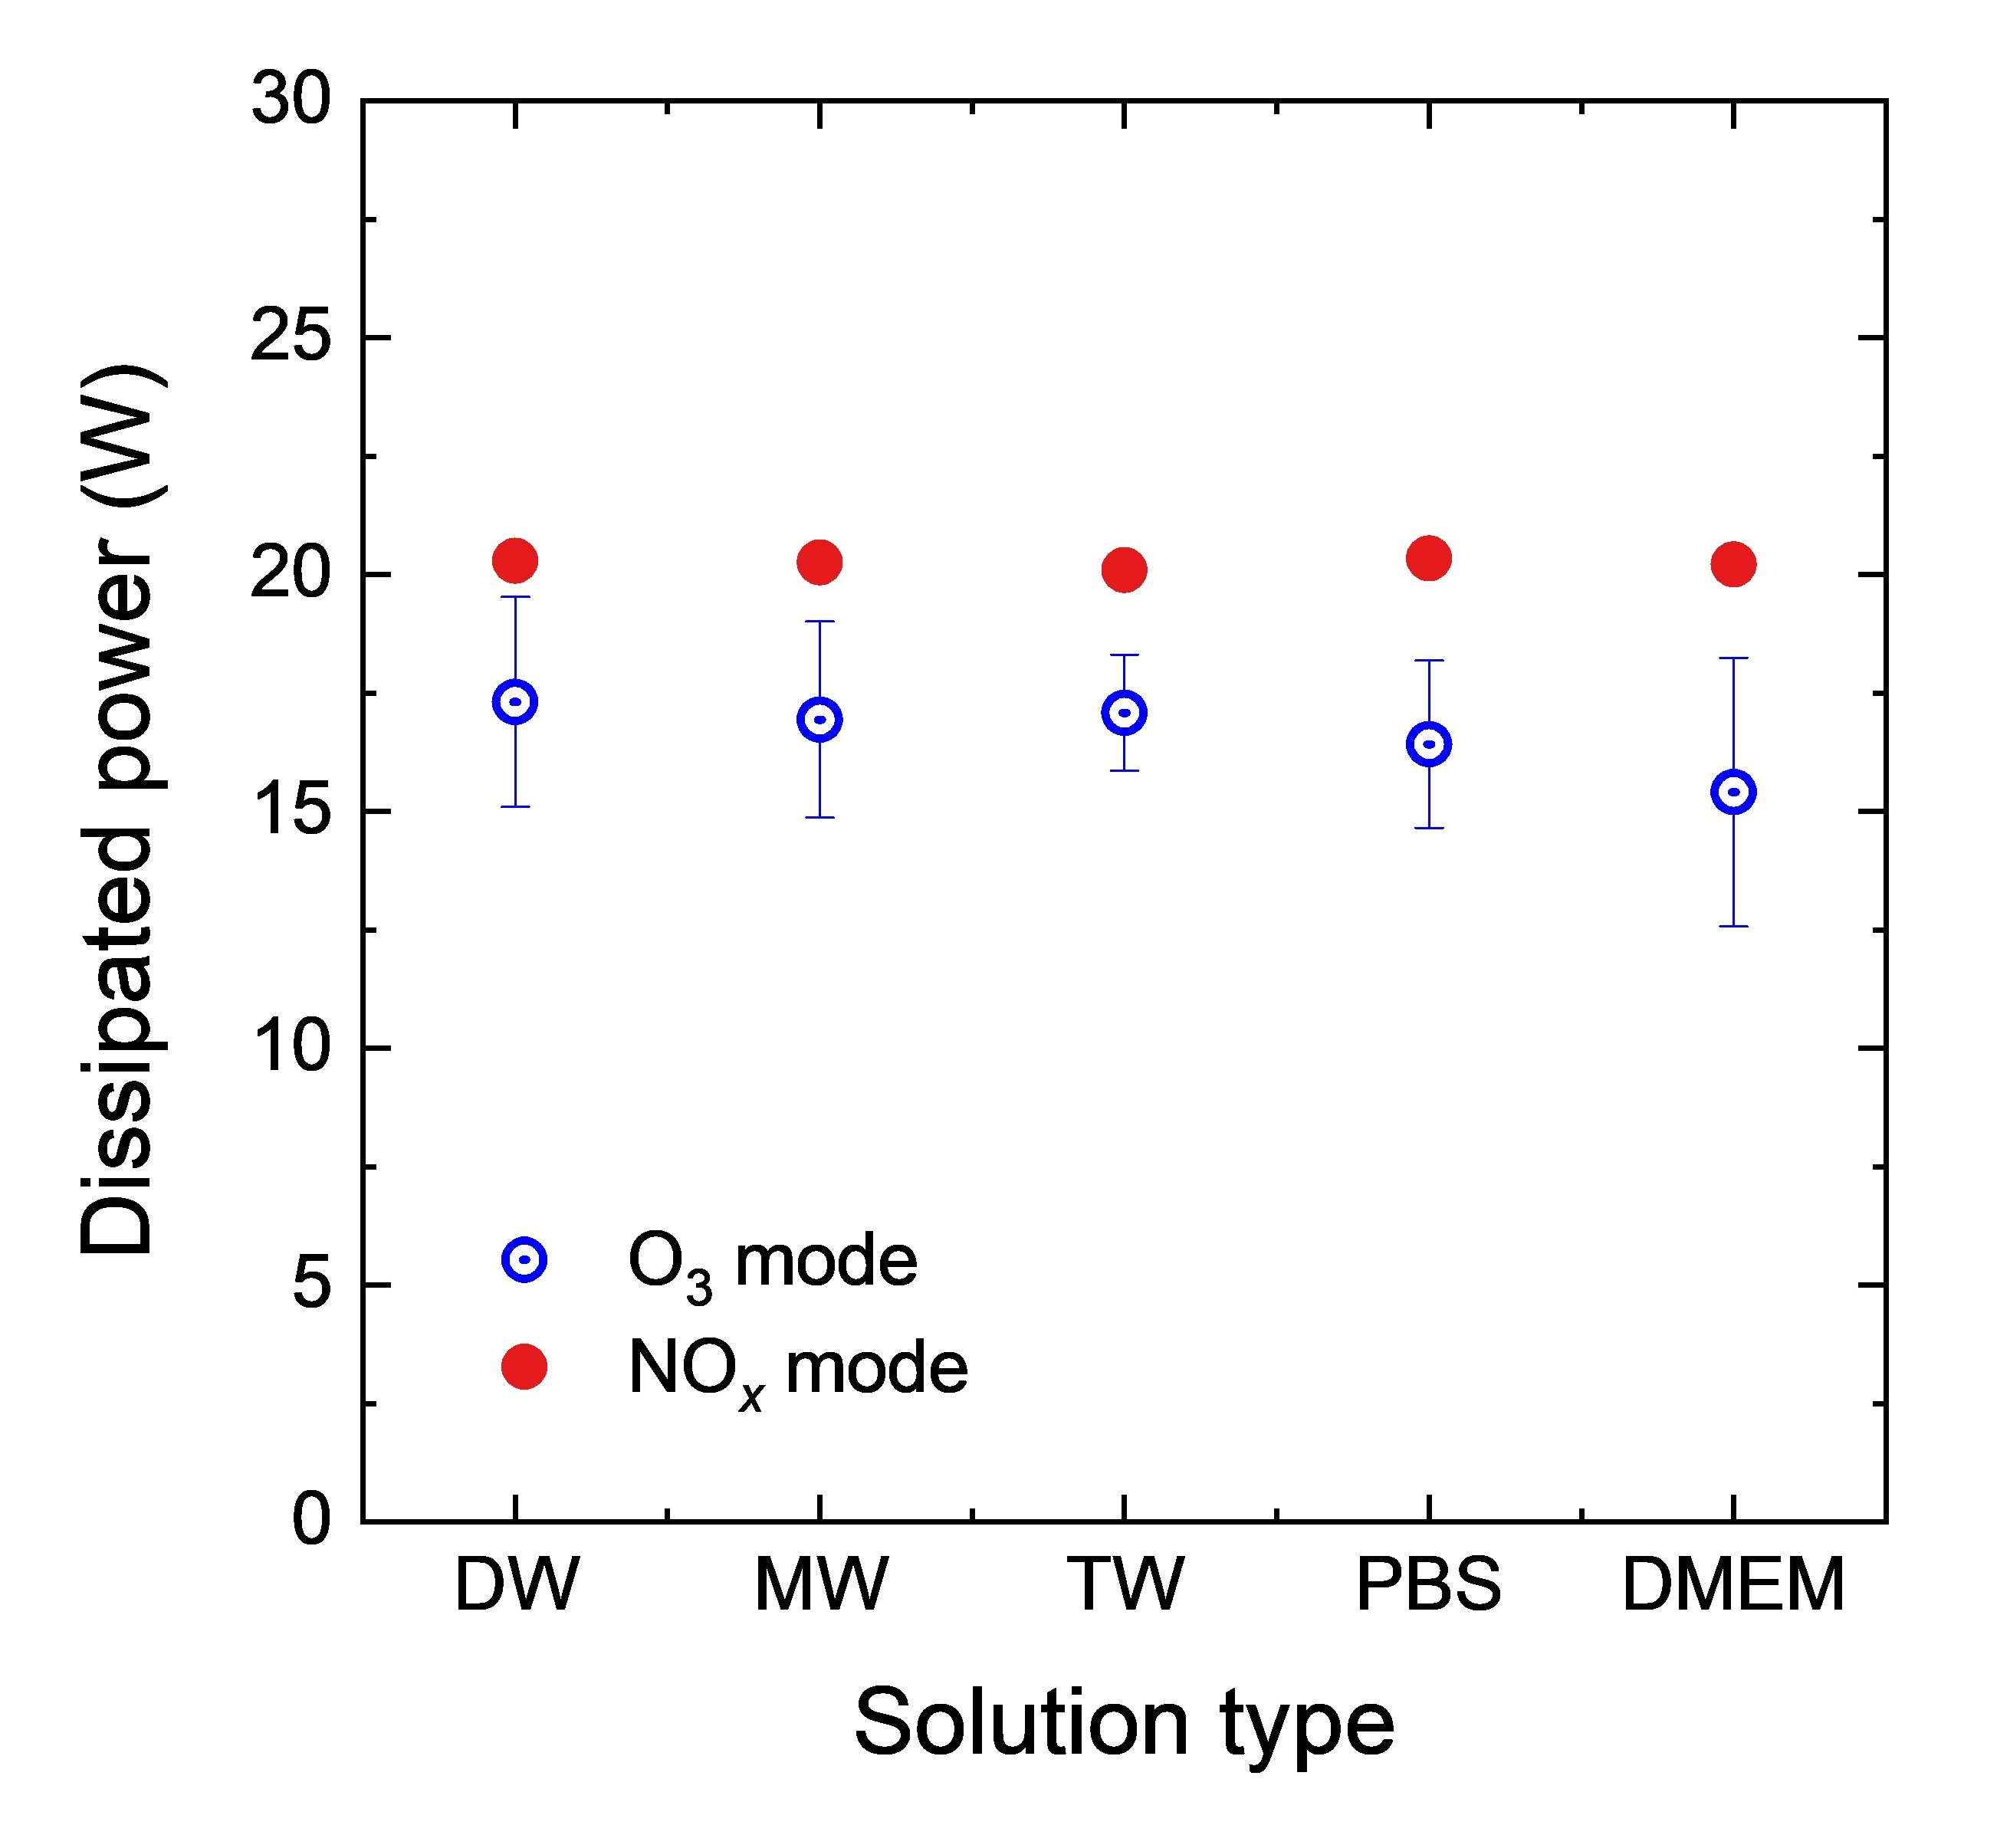 30
25
20
15
10
5
0
Dissipated power (W)
O₃ mode
NOₓ mode
DW MW TW PBS DMEM
Solution type